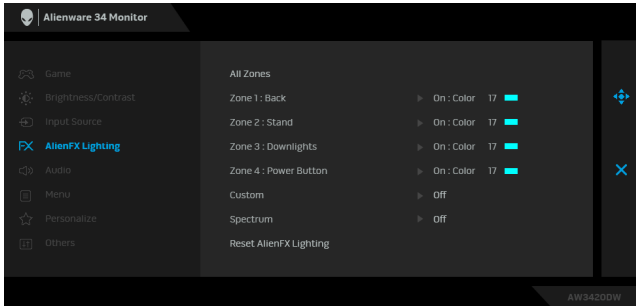 Alienware 34 Monitor
Game
Brightness/Contrast
Input Source
AlienFX Lighting
Audio
Menu
Personalize
Others
All Zones
Zone 1 : Back On : Color 17
Zone 2 : Stand On : Color 17
Zone 3 : Downlights On : Color 17
Zone 4 : Power Button On : Color 17
Custom Off
Spectrum Off
Reset AlienFX Lighting
AW3420DW